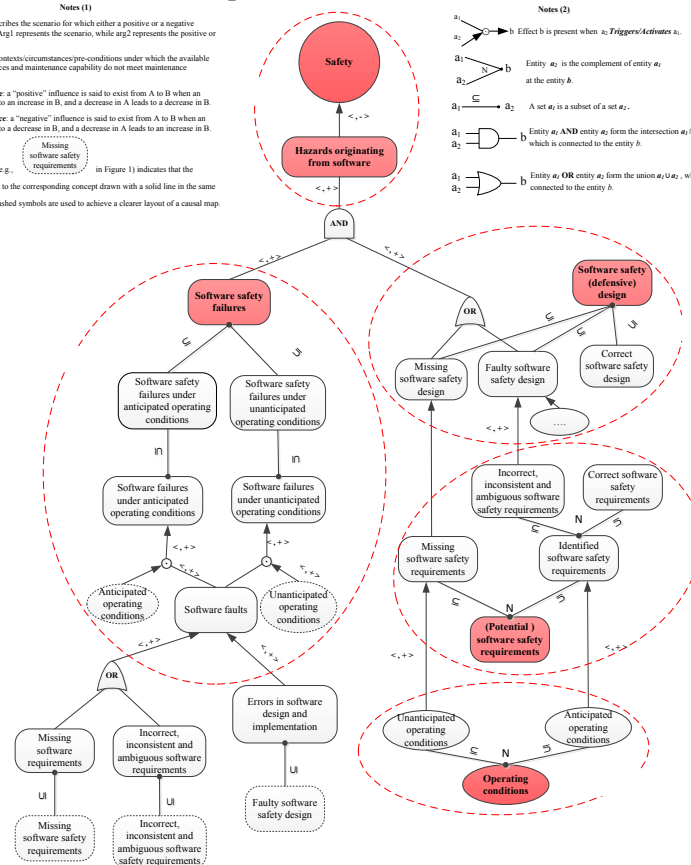 Notes (1)
cribes the scenario for which either a positive or a negative
Arg1 represents the scenario, while arg2 represents the positive or
ontexts/circumstances/pre-conditions under which the available
ces and maintenance capability do not meet maintenance
e: a “positive” influence is said to exist from A to B when an
to an increase in B, and a decrease in A leads to a decrease in B.
ee: a “negative” influence is said to exist from A to B when an
to a decrease in B, and a decrease in A leads to an increase in B.
Missing
software safety
requirements
e.g.,
in Figure 1) indicates that the
to the corresponding concept drawn with a solid line in the same
shed symbols are used to achieve a clearer layout of a causal map.
Notes (2)
a₁
a₂
b Effect b is present when a₂ Triggers/Activates a₁.
a₁
a₂
N
b
Entity a₂ is the complement of entity a₁
at the entity b.
⊆
a₁
a₂
A set a₁ is a subset of a set a₂.
a₁
a₂
b
Entity a₁ AND entity a₂ form the intersection a₁
which is connected to the entity b.
a₁
a₂
b
Entity a₁ OR entity a₂ form the union a₁∪a₂ , w
connected to the entity b.
Safety
<,->
Hazards originating
from software
<,+>
AND
<,+>
<,+>
Software safety
failures
⊆
⊆
Software safety
failures under
anticipated operating
conditions
Software safety
failures under
unanticipated operating
conditions
⊆
⊆
Software failures
under anticipated
operating conditions
Software failures
under unanticipated
operating conditions
<,+>
<,+>
<,+>
<,+>
Anticipated
operating
conditions
Software faults
Unanticipated
operating
conditions
<,+>
<,+>
OR
Missing
software
requirements
Incorrect,
inconsistent and
ambiguous software
requirements
Errors in software
design and
implementation
⊆
⊆
⊆
Missing
software safety
requirements
Incorrect,
inconsistent and
ambiguous software
safety requirements
Faulty software
safety design
Software safety
(defensive)
design
OR
⊆
⊆
⊆
Missing
software safety
design
Faulty software
safety design
Correct
software safety
design
....
<,+>
Incorrect,
inconsistent and
ambiguous software
safety requirements
Correct software
safety
requirements
⊆
N
⊆
Missing
software safety
requirements
Identified
software safety
requirements
⊆
N
⊆
(Potential )
software safety
requirements
<,+>
<,+>
Unanticipated
operating
conditions
Anticipated
operating
conditions
⊆
N
⊆
Operating
conditions